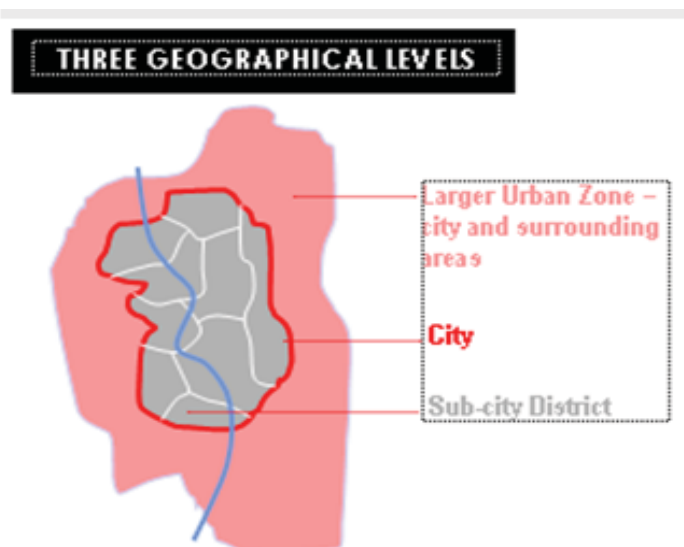 THREE GEOGRAPHICAL LEVELS
Larger Urban Zone –
city and surrounding
areas
City
Sub-city District